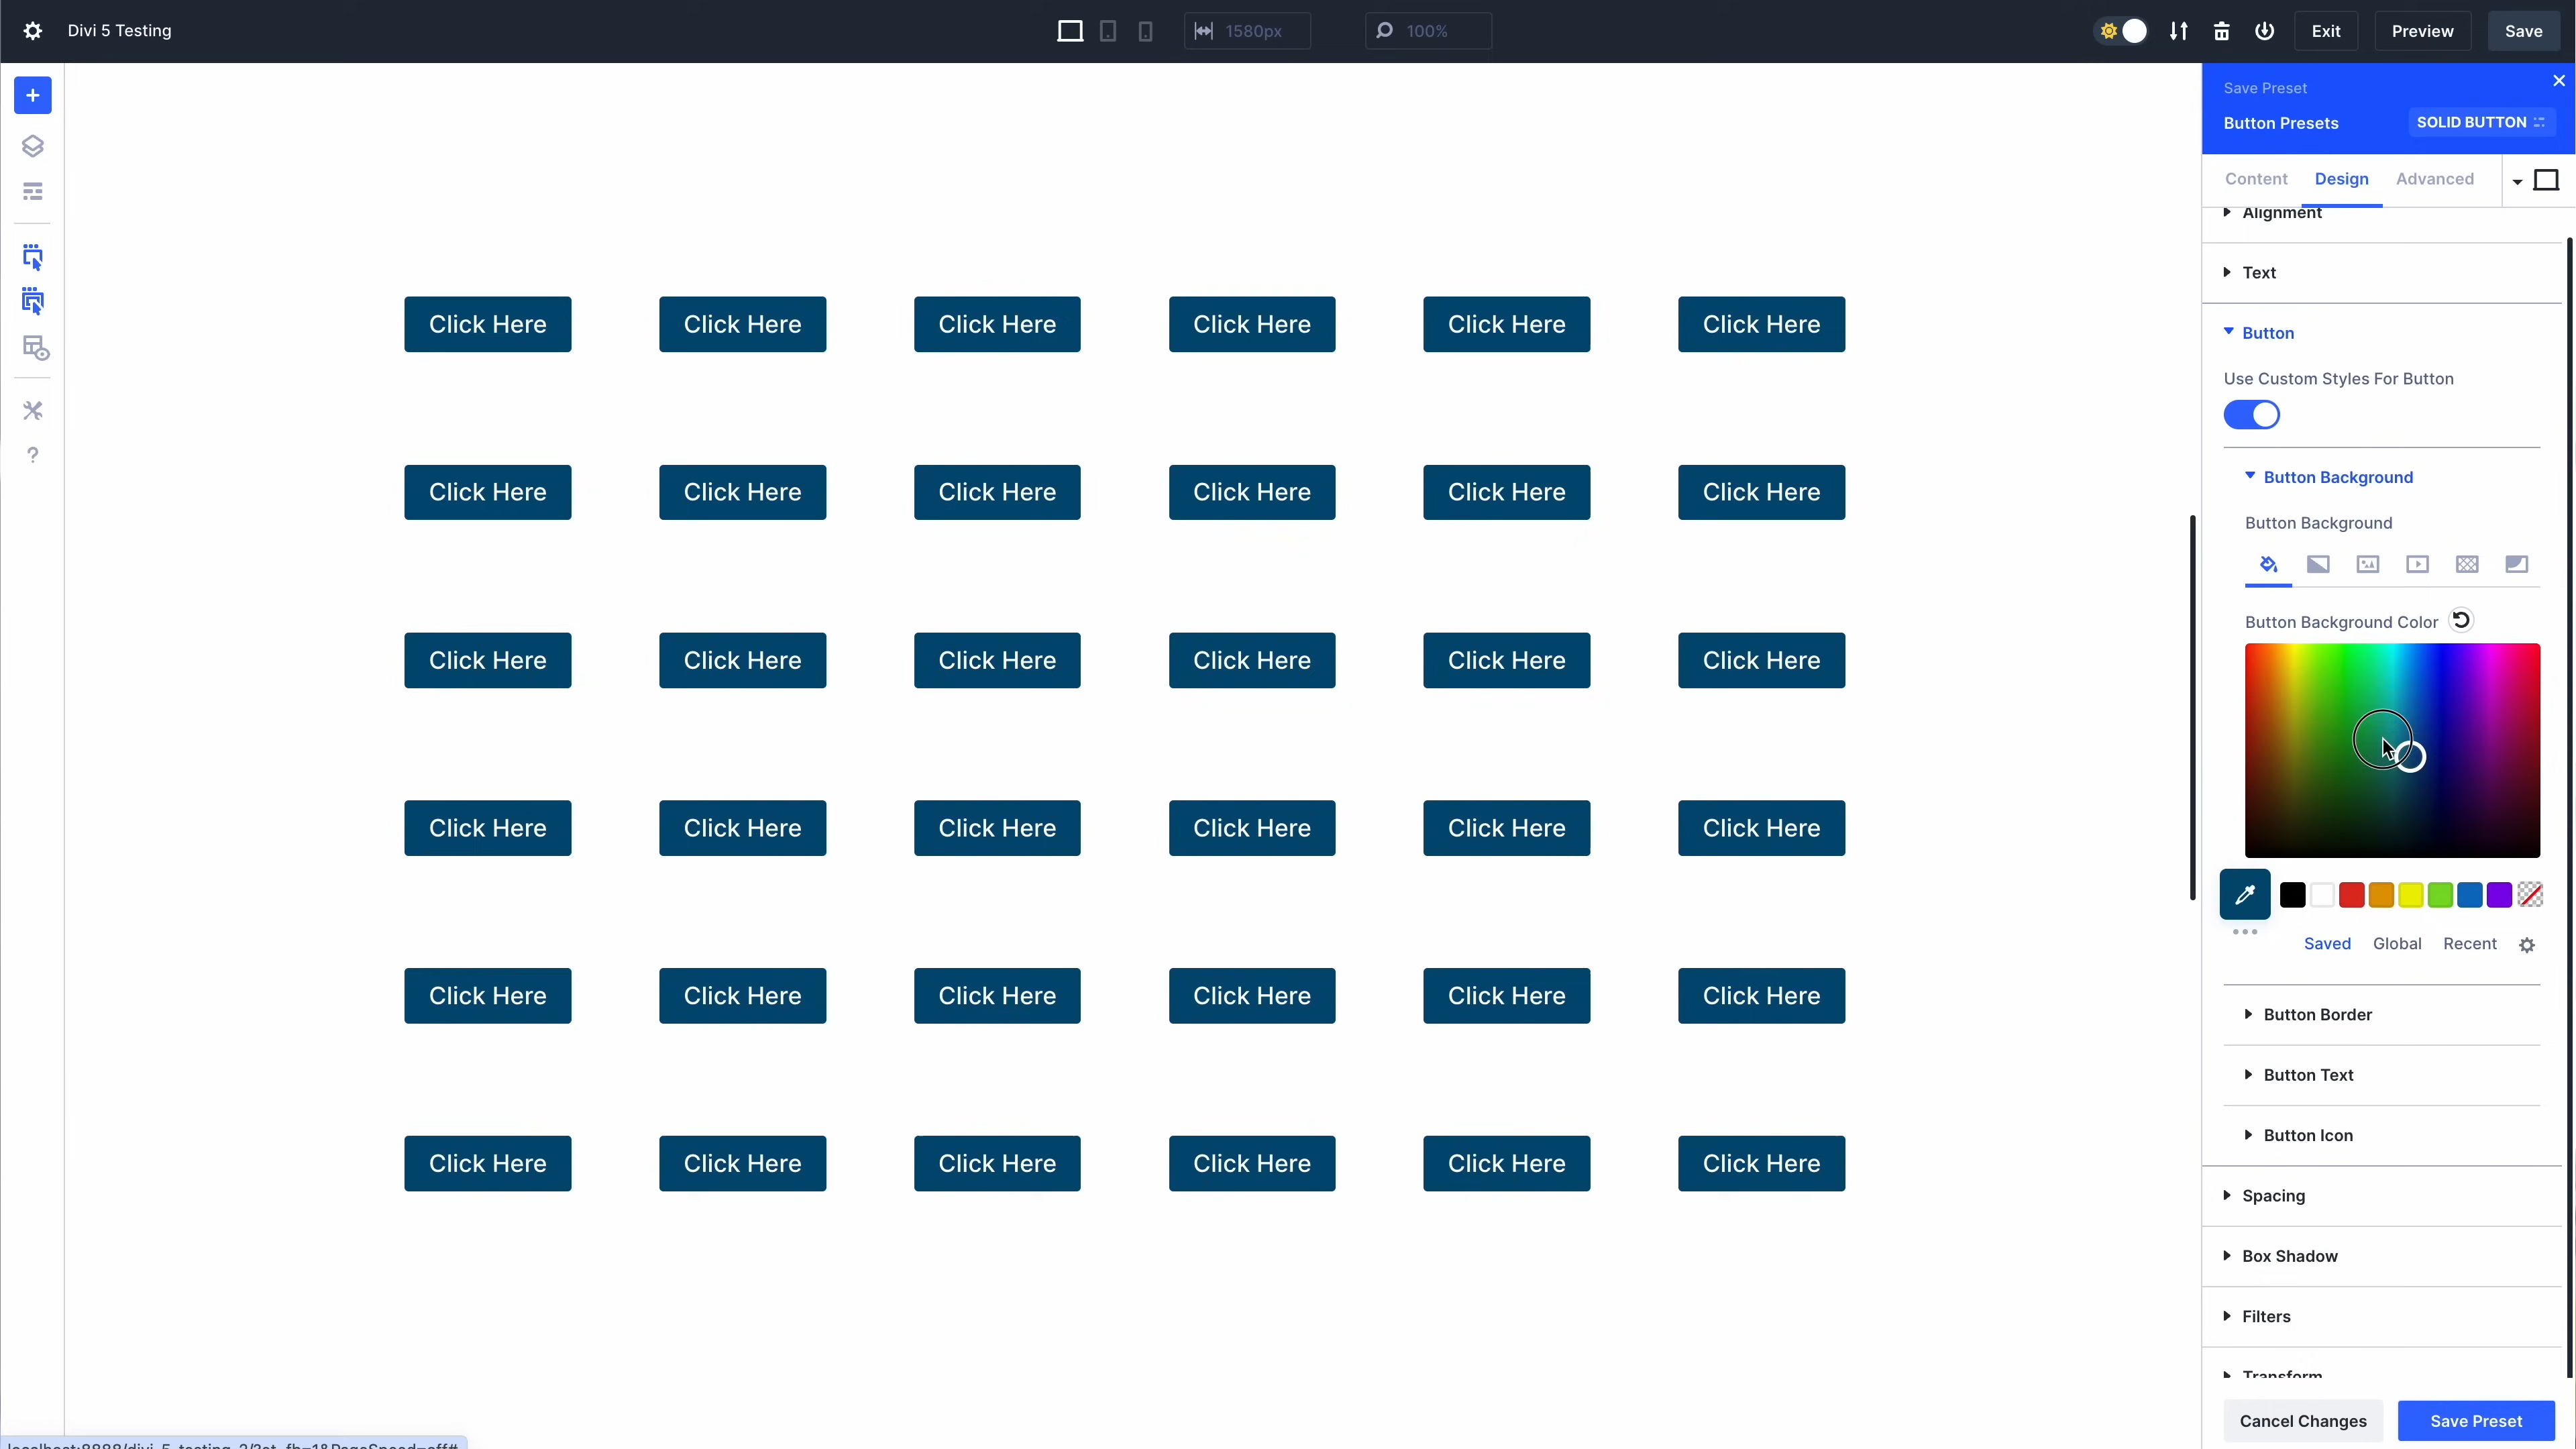 Divi 5 Testing
1580px
100%
Exit
Preview
Save
Save Preset
Button Presets
SOLID BUTTON
Content Design Advanced
Alignment
Text
Button
Use Custom Styles For Button
Button Background
Button Background
Button Background Color
Saved Global Recent
Button Border
Button Text
Button Icon
Spacing
Box Shadow
Filters
Transform
Cancel Changes
Save Preset
Click Here Click Here Click Here Click Here Click Here Click Here
Click Here Click Here Click Here Click Here Click Here Click Here
Click Here Click Here Click Here Click Here Click Here Click Here
Click Here Click Here Click Here Click Here Click Here Click Here
Click Here Click Here Click Here Click Here Click Here Click Here
Click Here Click Here Click Here Click Here Click Here Click Here